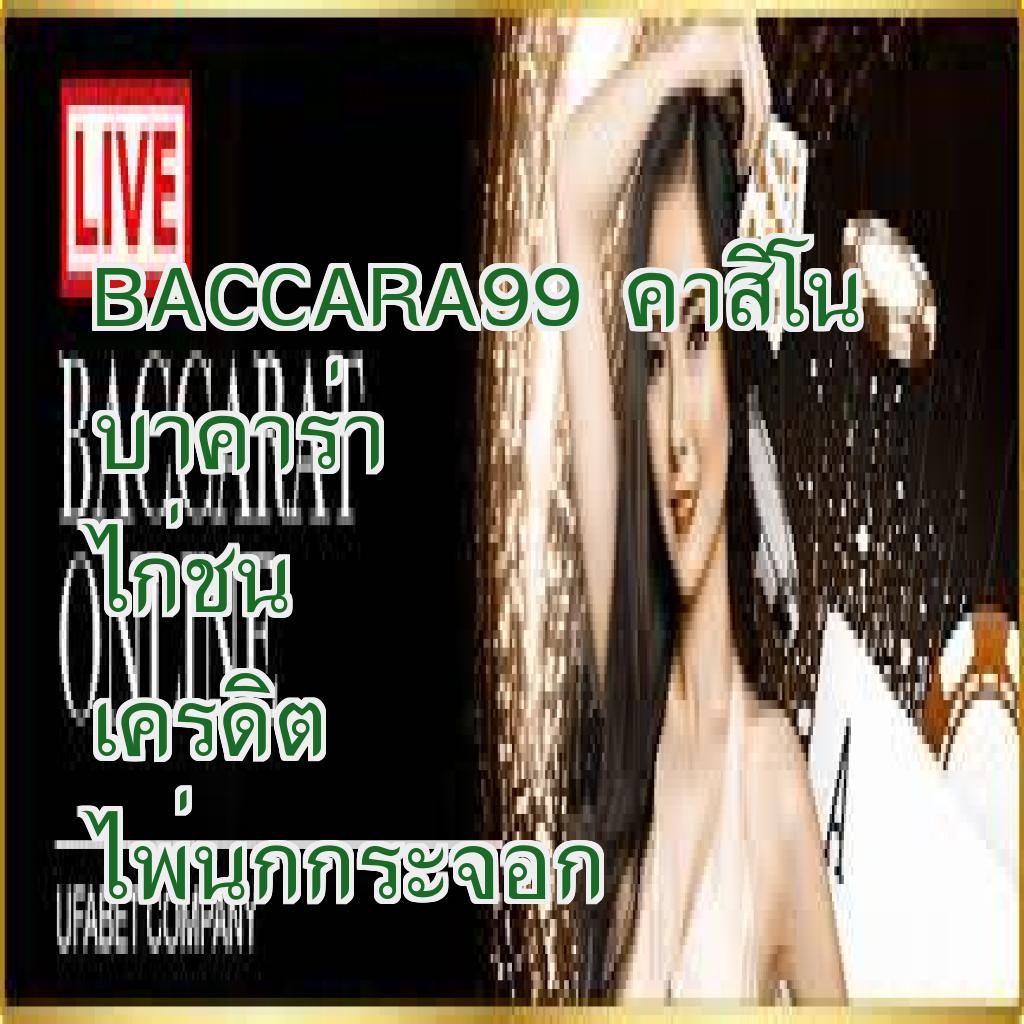 LIVE
BACCARA99 คาสิโน
BACCARAT
บาคาร่า
ไก่ชน
ONLINE
เครดิต
ไพ่นกกระจอก
UFABET COMPANY
A